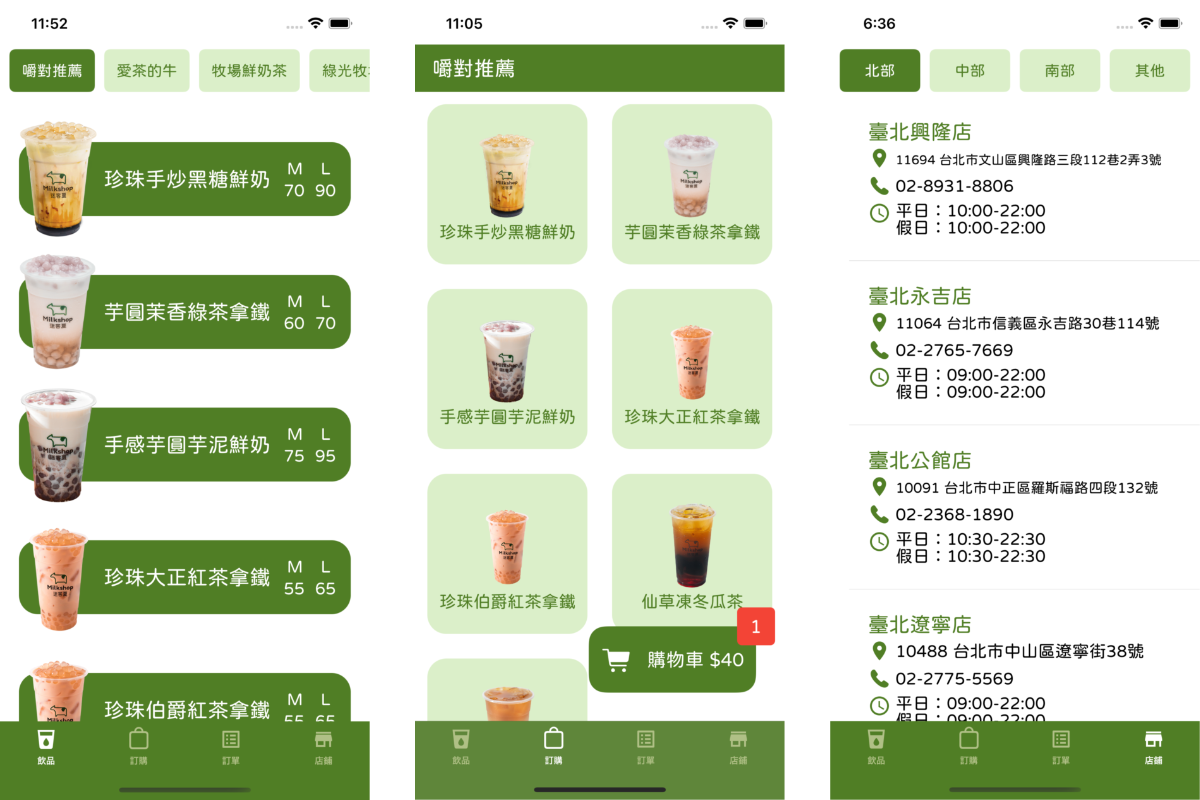 11:52
嚼對推薦 愛茶的牛 牧場鮮奶茶 綠光牧
Milkshop
迷客夏
珍珠手炒黑糖鮮奶 M L
70 90
Milkshop
迷客夏
芋圓茉香綠茶拿鐵 M L
60 70
Milkshop
手感芋圓芋泥鮮奶 M L
75 95
Milkshop
迷客夏
珍珠大正紅茶拿鐵 M L
55 65
Milkshop
珍珠伯爵紅茶拿鐵 M L
55 65
飲品 訂購 訂單 店鋪
11:05
嚼對推薦
Milkshop
迷客夏
珍珠手炒黑糖鮮奶
Milkshop
迷客夏
芋圓茉香綠茶拿鐵
Milkshop
手感芋圓芋泥鮮奶
Milkshop
珍珠大正紅茶拿鐵
Milkshop
珍珠伯爵紅茶拿鐵
仙草凍冬瓜茶
1
購物車 $40
飲品 訂購 訂單 店鋪
6:36
北部 中部 南部 其他
臺北興隆店
11694 台北市文山區興隆路三段112巷2弄3號
02-8931-8806
平日：10:00-22:00
假日：10:00-22:00
臺北永吉店
11064 台北市信義區永吉路30巷114號
02-2765-7669
平日：09:00-22:00
假日：09:00-22:00
臺北公館店
10091 台北市中正區羅斯福路四段132號
02-2368-1890
平日：10:30-22:30
假日：10:30-22:30
臺北遼寧店
10488 台北市中山區遼寧街38號
02-2775-5569
平日：09:00-22:00
假日：09:00-22:00
飲品 訂購 訂單 店鋪